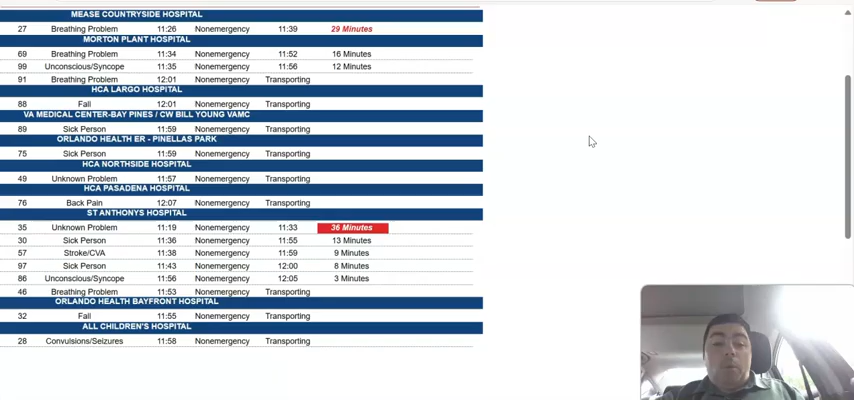 MEASE COUNTRYSIDE HOSPITAL
27 Breathing Problem 11:26 Nonemergency 11:39 29 Minutes
MORTON PLANT HOSPITAL
69 Breathing Problem 11:34 Nonemergency 11:52 16 Minutes
99 Unconscious/Syncope 11:35 Nonemergency 11:56 12 Minutes
91 Breathing Problem 12:01 Nonemergency Transporting
HCA LARGO HOSPITAL
88 Fall 12:01 Nonemergency Transporting
VA MEDICAL CENTER-BAY PINES / CW BILL YOUNG VAMC
89 Sick Person 11:59 Nonemergency Transporting
ORLANDO HEALTH ER - PINELLAS PARK
75 Sick Person 11:59 Nonemergency Transporting
HCA NORTHSIDE HOSPITAL
49 Unknown Problem 11:57 Nonemergency Transporting
HCA PASADENA HOSPITAL
76 Back Pain 12:07 Nonemergency Transporting
ST ANTHONYS HOSPITAL
35 Unknown Problem 11:19 Nonemergency 11:33 36 Minutes
30 Sick Person 11:36 Nonemergency 11:55 13 Minutes
57 Stroke/CVA 11:38 Nonemergency 11:59 9 Minutes
97 Sick Person 11:43 Nonemergency 12:00 8 Minutes
86 Unconscious/Syncope 11:56 Nonemergency 12:05 3 Minutes
46 Breathing Problem 11:53 Nonemergency Transporting
ORLANDO HEALTH BAYFRONT HOSPITAL
32 Fall 11:55 Nonemergency Transporting
ALL CHILDREN'S HOSPITAL
28 Convulsions/Seizures 11:58 Nonemergency Transporting